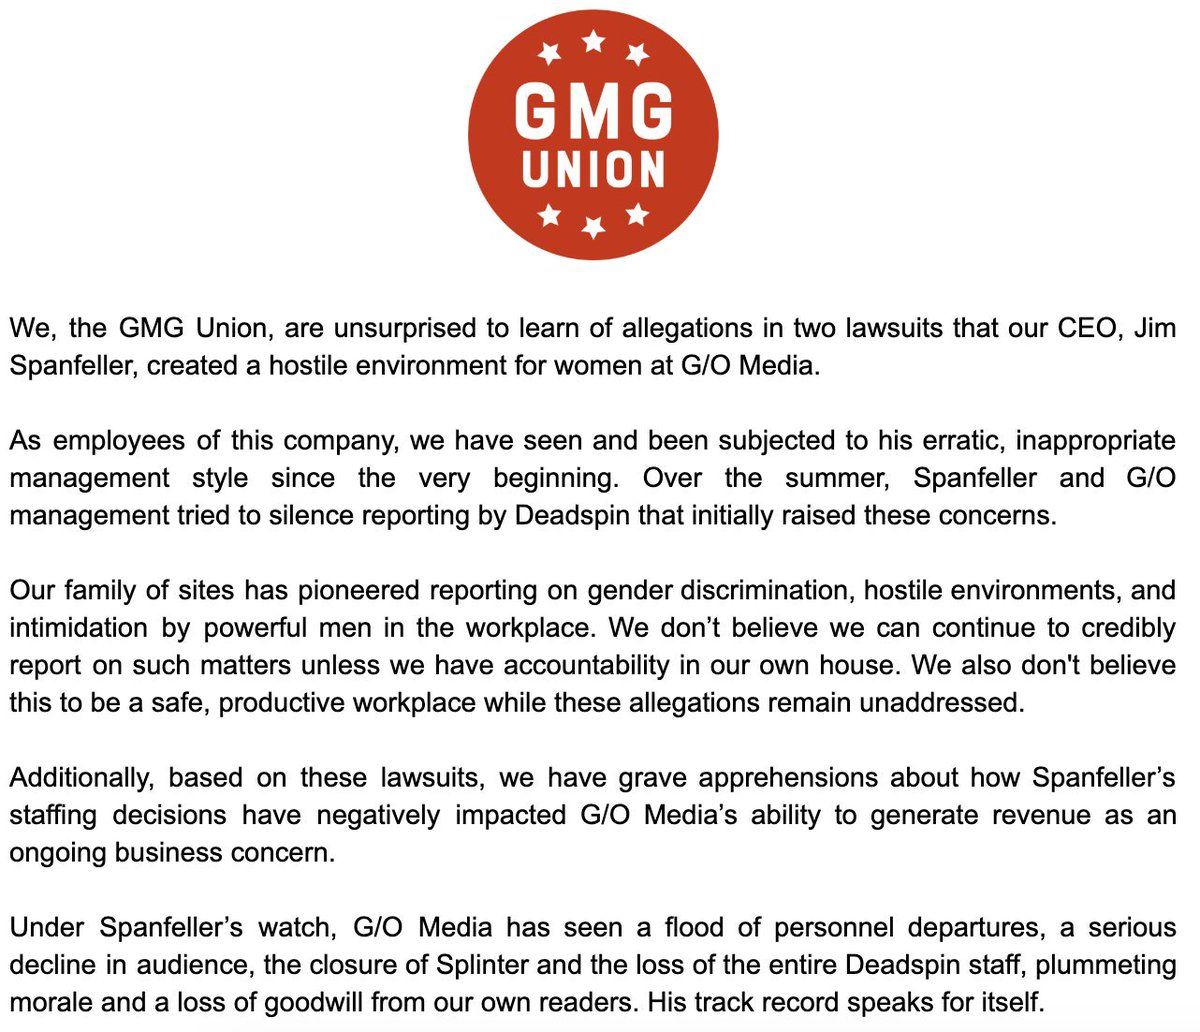 GMG
UNION
We, the GMG Union, are unsurprised to learn of allegations in two lawsuits that our CEO, Jim
Spanfeller, created a hostile environment for women at G/O Media.
As employees of this company, we have seen and been subjected to his erratic, inappropriate
management style since the very beginning. Over the summer, Spanfeller and G/O
management tried to silence reporting by Deadspin that initially raised these concerns.
Our family of sites has pioneered reporting on gender discrimination, hostile environments, and
intimidation by powerful men in the workplace. We don’t believe we can continue to credibly
report on such matters unless we have accountability in our own house. We also don't believe
this to be a safe, productive workplace while these allegations remain unaddressed.
Additionally, based on these lawsuits, we have grave apprehensions about how Spanfeller’s
staffing decisions have negatively impacted G/O Media’s ability to generate revenue as an
ongoing business concern.
Under Spanfeller’s watch, G/O Media has seen a flood of personnel departures, a serious
decline in audience, the closure of Splinter and the loss of the entire Deadspin staff, plummeting
morale and a loss of goodwill from our own readers. His track record speaks for itself.